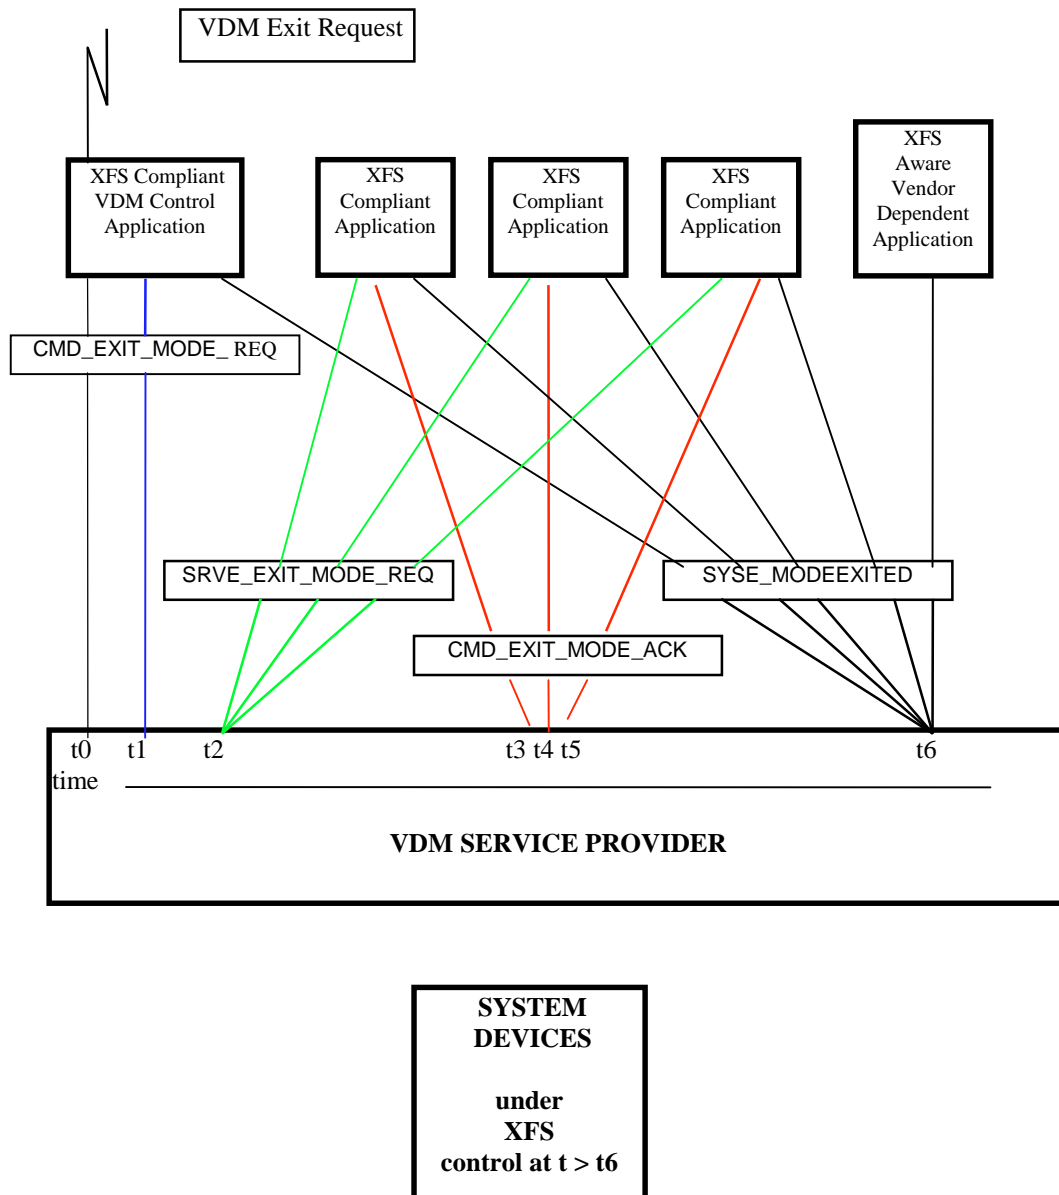 VDM Exit Request
XFS Compliant
VDM Control
Application
XFS
Compliant
Application
XFS
Compliant
Application
XFS
Compliant
Application
XFS
Aware
Vendor
Dependent
Application
CMD_EXIT_MODE_ REQ
SRVE_EXIT_MODE_REQ
SYSE_MODEEXITED
CMD_EXIT_MODE_ACK
t0 t1 t2 t3 t4 t5 t6
time
VDM SERVICE PROVIDER
SYSTEM
DEVICES
under
XFS
control at t > t6